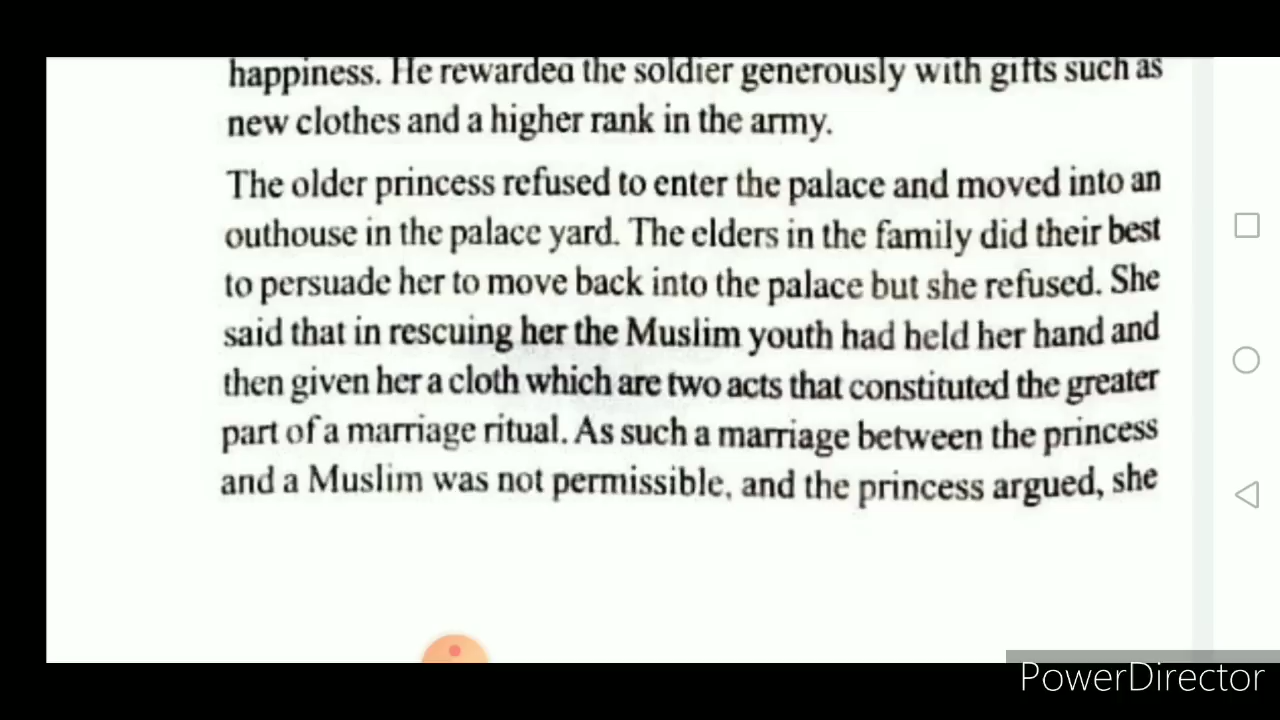 happiness. He rewarded the soldier generously with gifts such as
new clothes and a higher rank in the army.
The older princess refused to enter the palace and moved into an
outhouse in the palace yard. The elders in the family did their best
to persuade her to move back into the palace but she refused. She
said that in rescuing her the Muslim youth had held her hand and
then given her a cloth which are two acts that constituted the greater
part of a marriage ritual. As such a marriage between the princess
and a Muslim was not permissible, and the princess argued, she
PowerDirector